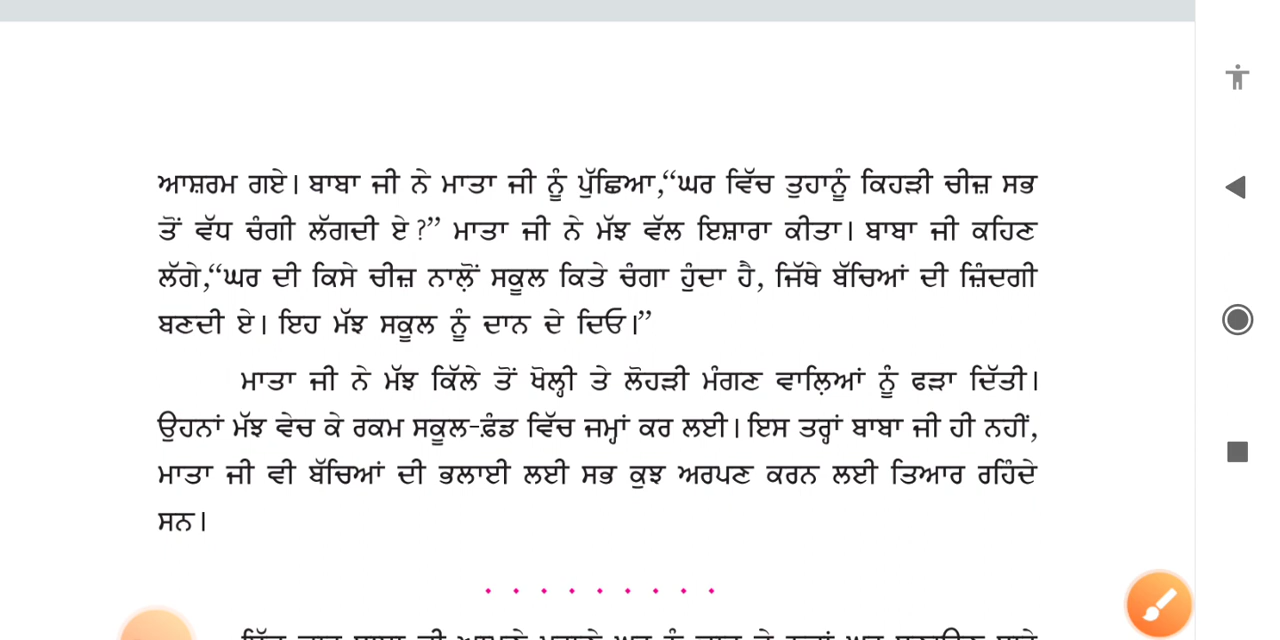 ਆਸ਼ਰਮ ਗਏ। ਬਾਬਾ ਜੀ ਨੇ ਮਾਤਾ ਜੀ ਨੂੰ ਪੁੱਛਿਆ,“ਘਰ ਵਿੱਚ ਤੁਹਾਨੂੰ ਕਿਹੜੀ ਚੀਜ਼ ਸਭ
ਤੋਂ ਵੱਧ ਚੰਗੀ ਲੱਗਦੀ ਏ ?” ਮਾਤਾ ਜੀ ਨੇ ਮੱਝ ਵੱਲ ਇਸ਼ਾਰਾ ਕੀਤਾ। ਬਾਬਾ ਜੀ ਕਹਿਣ
ਲੱਗੇ,“ਘਰ ਦੀ ਕਿਸੇ ਚੀਜ਼ ਨਾਲ਼ੋਂ ਸਕੂਲ ਕਿਤੇ ਚੰਗਾ ਹੁੰਦਾ ਹੈ, ਜਿੱਥੇ ਬੱਚਿਆਂ ਦੀ ਜ਼ਿੰਦਗੀ
ਬਣਦੀ ਏ। ਇਹ ਮੱਝ ਸਕੂਲ ਨੂੰ ਦਾਨ ਦੇ ਦਿਓ।”
ਮਾਤਾ ਜੀ ਨੇ ਮੱਝ ਕਿੱਲੇ ਤੋਂ ਖੋਲ੍ਹੀ ਤੇ ਲੋਹੜੀ ਮੰਗਣ ਵਾਲ਼ਿਆਂ ਨੂੰ ਫੜਾ ਦਿੱਤੀ।
ਉਹਨਾਂ ਮੱਝ ਵੇਚ ਕੇ ਰਕਮ ਸਕੂਲ-ਫ਼ੰਡ ਵਿੱਚ ਜਮ੍ਹਾਂ ਕਰ ਲਈ। ਇਸ ਤਰ੍ਹਾਂ ਬਾਬਾ ਜੀ ਹੀ ਨਹੀਂ,
ਮਾਤਾ ਜੀ ਵੀ ਬੱਚਿਆਂ ਦੀ ਭਲਾਈ ਲਈ ਸਭ ਕੁਝ ਅਰਪਣ ਕਰਨ ਲਈ ਤਿਆਰ ਰਹਿੰਦੇ
ਸਨ।